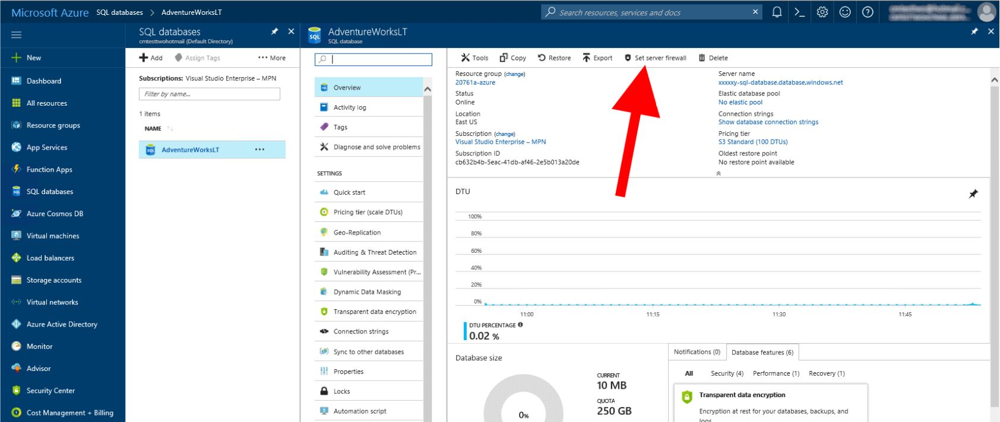 Microsoft Azure SQL databases > AdventureWorksLT
Search resources, services and docs
SQL databases
cmtesttwohotmail (Default Directory)
AdventureWorksLT
SQL database
New
Dashboard
All resources
Resource groups
App Services
Function Apps
SQL databases
Azure Cosmos DB
Virtual machines
Load balancers
Storage accounts
Virtual networks
Azure Active Directory
Monitor
Advisor
Security Center
Cost Management + Billing
Add Assign Tags More
Subscriptions: Visual Studio Enterprise – MPN
Filter by name...
1 items
NAME
AdventureWorksLT
Overview
Activity log
Tags
Diagnose and solve problems
SETTINGS
Quick start
Pricing tier (scale DTUs)
Geo-Replication
Auditing & Threat Detection
Vulnerability Assessment (Pr...
Dynamic Data Masking
Transparent data encryption
Connection strings
Sync to other databases
Properties
Locks
Automation script
Tools Copy Restore Export Set server firewall Delete
Resource group (change)
20761a-azure
Status
Online
Location
East US
Subscription (change)
Visual Studio Enterprise – MPN
Subscription ID
cb632b4b-5eac-41db-af46-2e5b013a20de
Server name
xxxxxy-sql-database.database.windows.net
Elastic database pool
No elastic pool
Connection strings
Show database connection strings
Pricing tier
S3 Standard (100 DTUs)
Oldest restore point
No restore point available
DTU
100%
80%
60%
40%
20%
0%
11:00 11:15 11:30 11:45
DTU PERCENTAGE
0.02 %
Database size
0%
CURRENT
10 MB
QUOTA
250 GB
Notifications (0) Database features (6)
All Security (4) Performance (1) Recovery (1)
Transparent data encryption
Encryption at rest for your databases, backups, and
logs